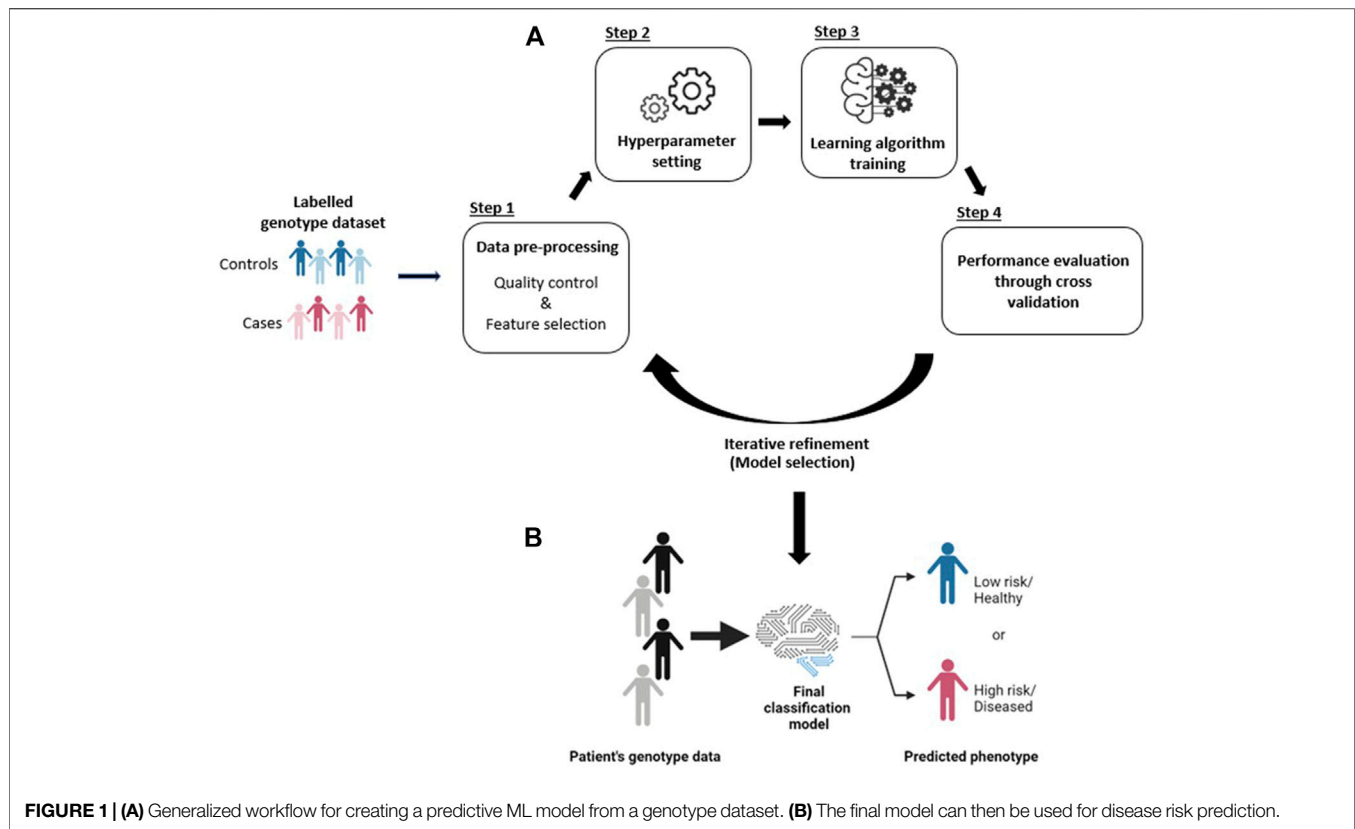 A
Step 2
Hyperparameter
setting
Step 3
Learning algorithm
training
Labelled
genotype dataset
Controls
Cases
Step 1
Data pre-processing
Quality control
&
Feature selection
Step 4
Performance evaluation
through cross
validation
Iterative refinement
(Model selection)
B
Patient's genotype data
Final
classification
model
Low risk/
Healthy
or
High risk/
Diseased
Predicted phenotype
FIGURE 1 | (A) Generalized workflow for creating a predictive ML model from a genotype dataset. (B) The final model can then be used for disease risk prediction.